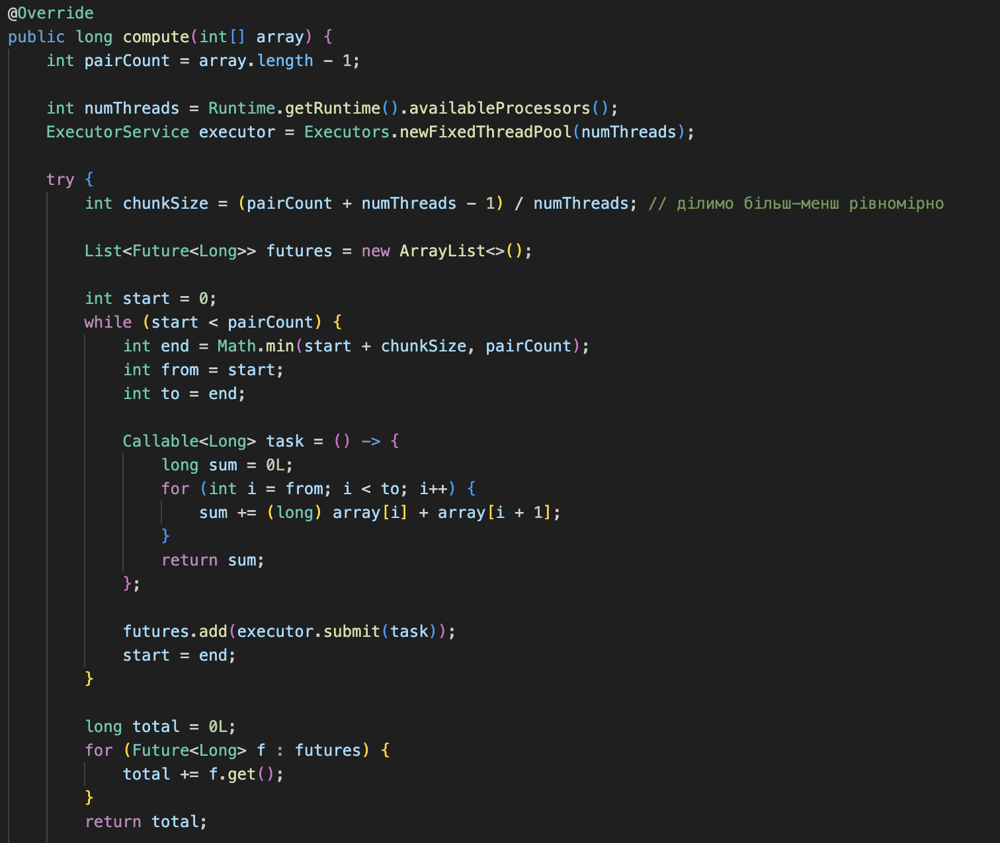 @Override
public long compute(int[] array) {
    int pairCount = array.length - 1;

    int numThreads = Runtime.getRuntime().availableProcessors();
    ExecutorService executor = Executors.newFixedThreadPool(numThreads);

    try {
        int chunkSize = (pairCount + numThreads - 1) / numThreads; // ділимо більш-менш рівномірно

        List<Future<Long>> futures = new ArrayList<>();

        int start = 0;
        while (start < pairCount) {
            int end = Math.min(start + chunkSize, pairCount);
            int from = start;
            int to = end;

            Callable<Long> task = () -> {
                long sum = 0L;
                for (int i = from; i < to; i++) {
                    sum += (long) array[i] + array[i + 1];
                }
                return sum;
            };

            futures.add(executor.submit(task));
            start = end;
        }

        long total = 0L;
        for (Future<Long> f : futures) {
            total += f.get();
        }
        return total;